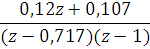 0,12z + 0,107
(z − 0,717)(z − 1)